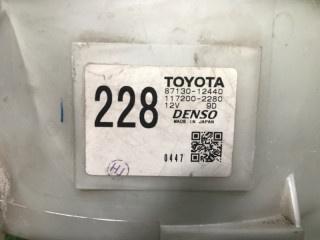 TOYOTA
87130-12440
117200-2280
228
12V 9D
DENSO
MADE IN JAPAN
0447